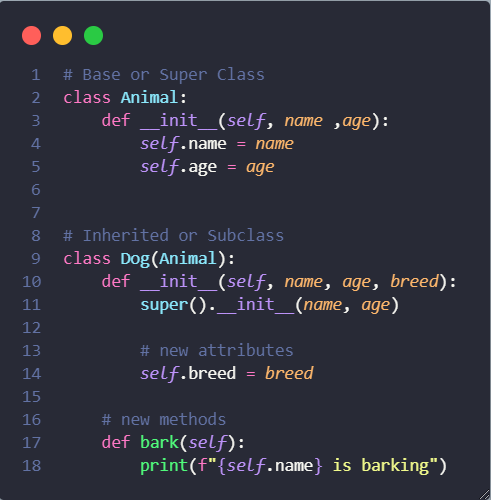 1 # Base or Super Class
2 class Animal:
3     def __init__(self, name ,age):
4         self.name = name
5         self.age = age
6
7
8 # Inherited or Subclass
9 class Dog(Animal):
10     def __init__(self, name, age, breed):
11         super().__init__(name, age)
12
13         # new attributes
14         self.breed = breed
15
16     # new methods
17     def bark(self):
18         print(f"{self.name} is barking")